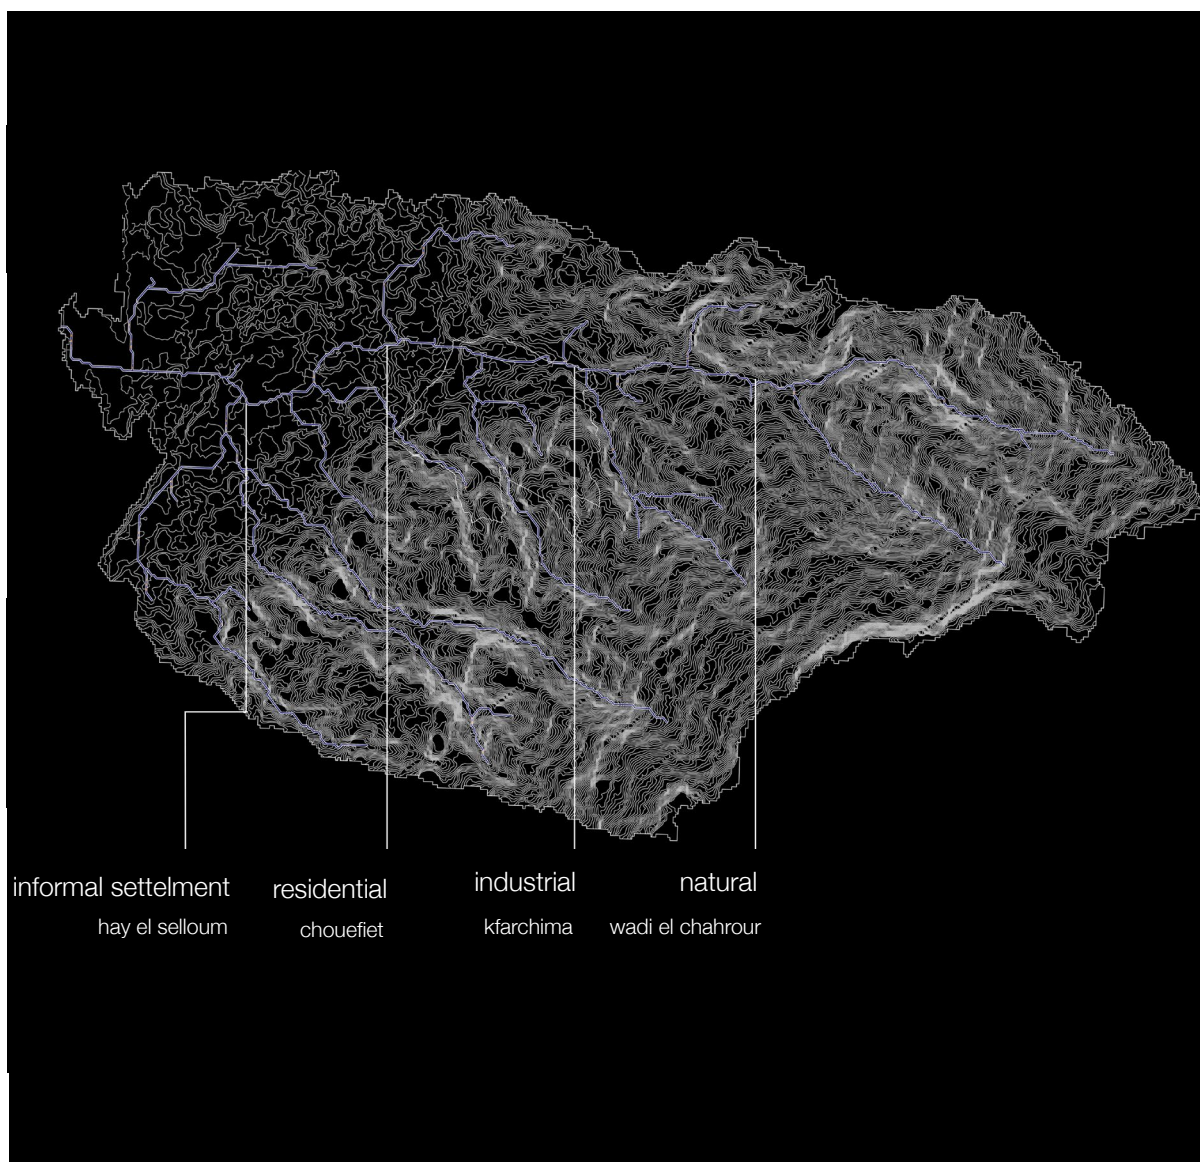 informal settelment
residential
industrial
natural
hay el selloum
chouefiet
kfarchima
wadi el chahrour